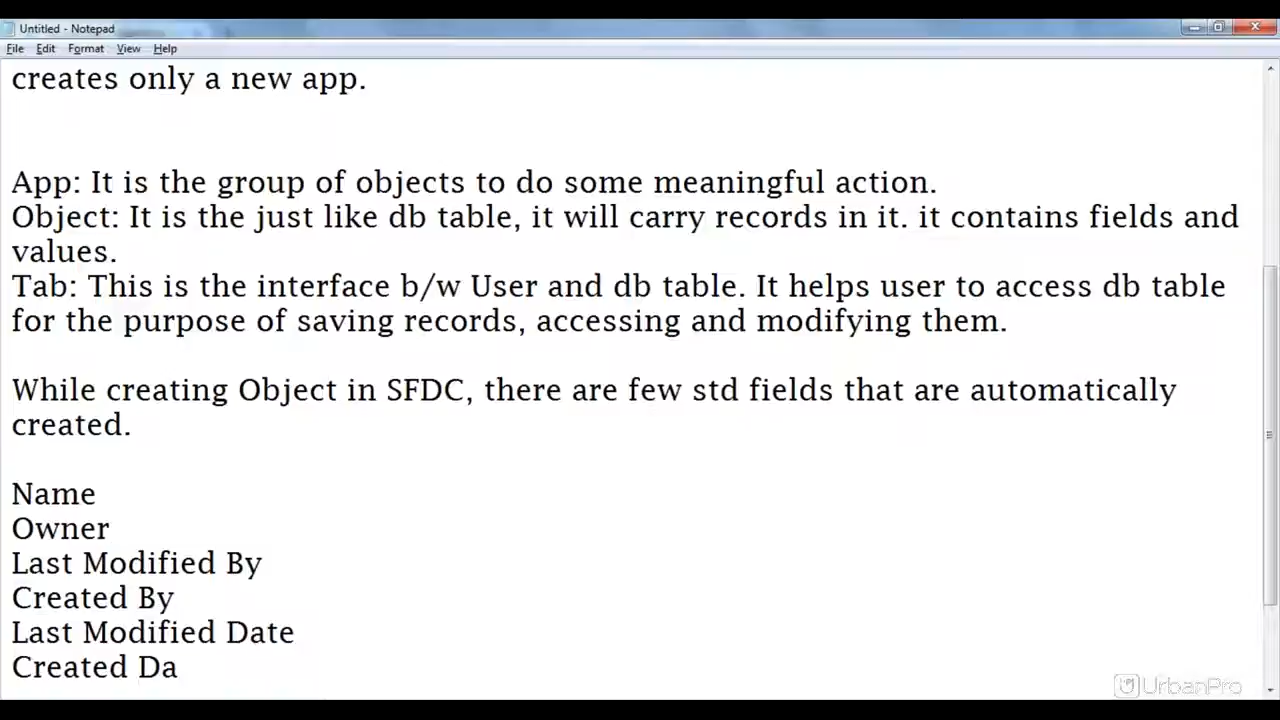 Untitled - Notepad
File Edit Format View Help
creates only a new app.
App: It is the group of objects to do some meaningful action.
Object: It is the just like db table, it will carry records in it. it contains fields and
values.
Tab: This is the interface b/w User and db table. It helps user to access db table
for the purpose of saving records, accessing and modifying them.
While creating Object in SFDC, there are few std fields that are automatically
created.
Name
Owner
Last Modified By
Created By
Last Modified Date
Created Da
UrbanPro